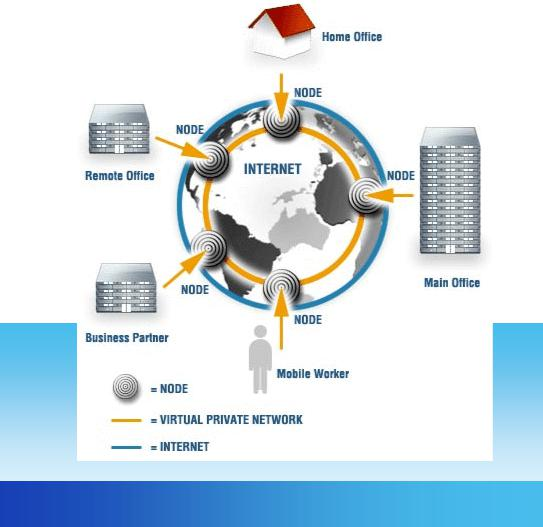 Home Office
NODE
NODE
Remote Office
INTERNET
NODE
Main Office
NODE
Business Partner
NODE
Mobile Worker
= NODE
= VIRTUAL PRIVATE NETWORK
= INTERNET